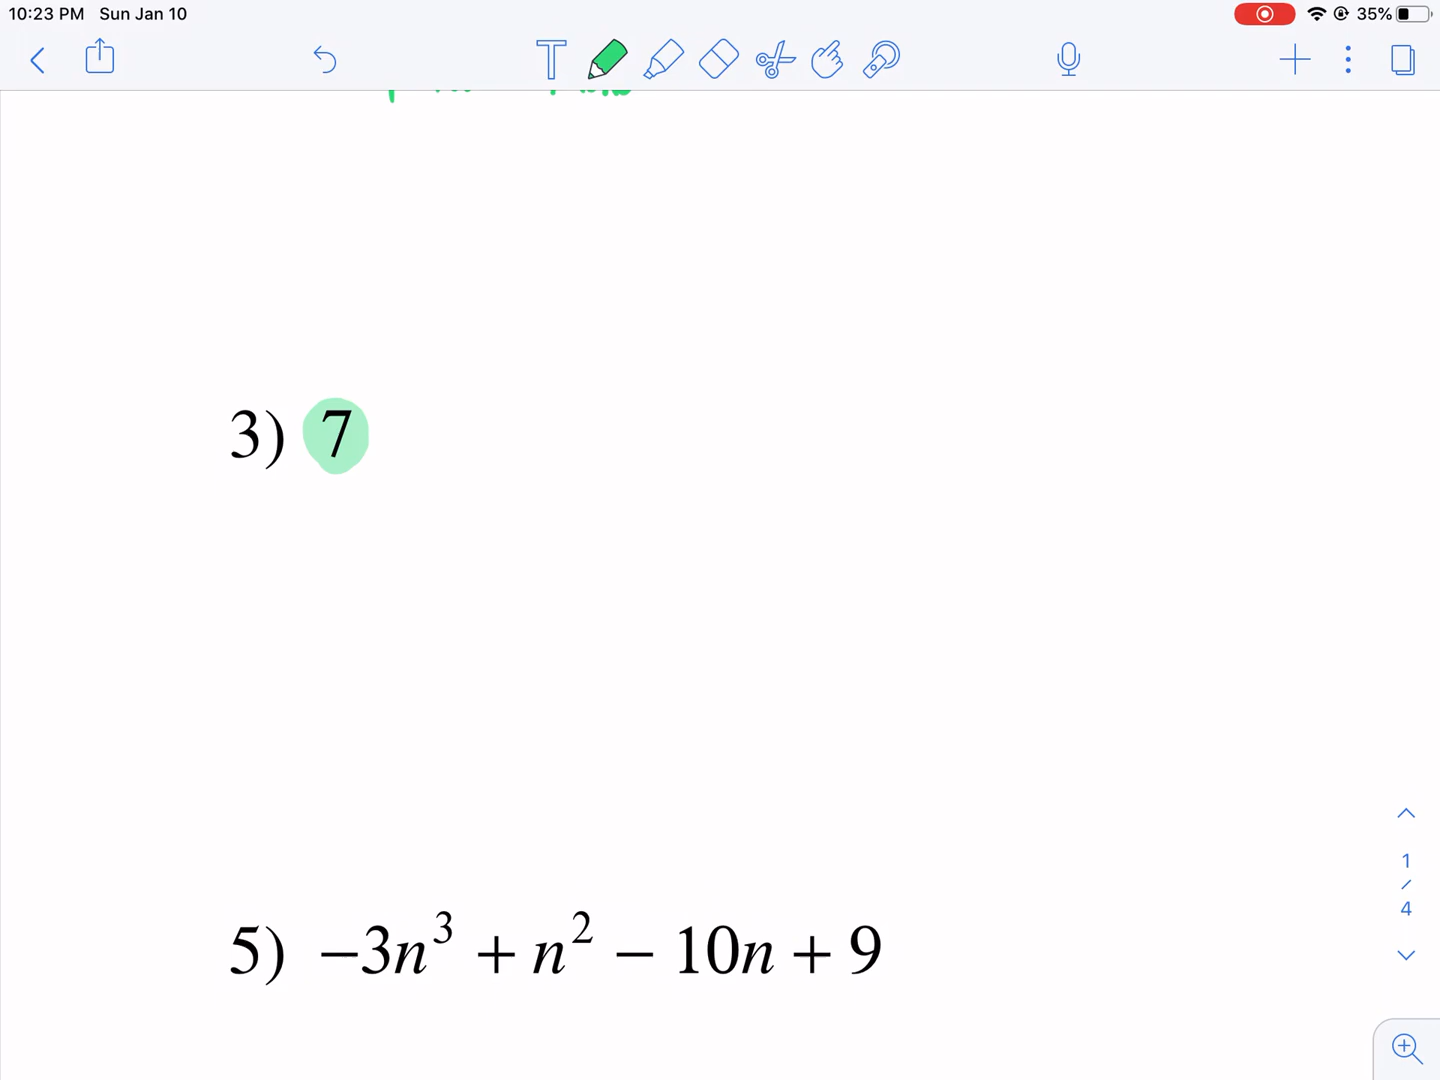 10:23 PM Sun Jan 10
35%
T
3) 7
1
/
4
5) −3n³ + n² − 10n + 9